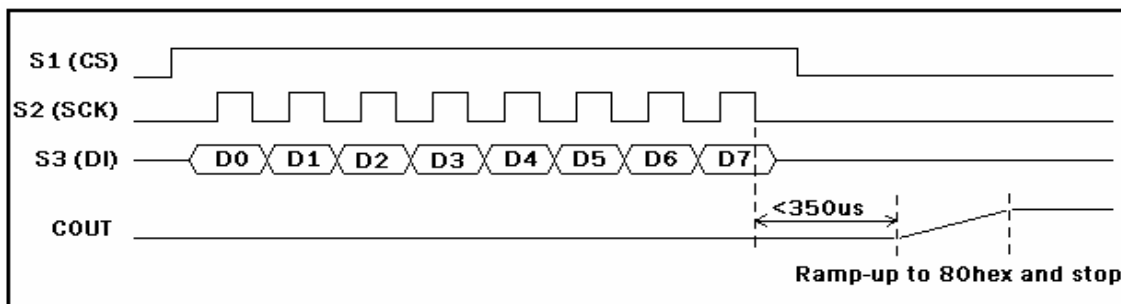 S1 (CS)
S2 (SCK)
S3 (DI) D0 D1 D2 D3 D4 D5 D6 D7
<350us
COUT
Ramp-up to 80hex and stop